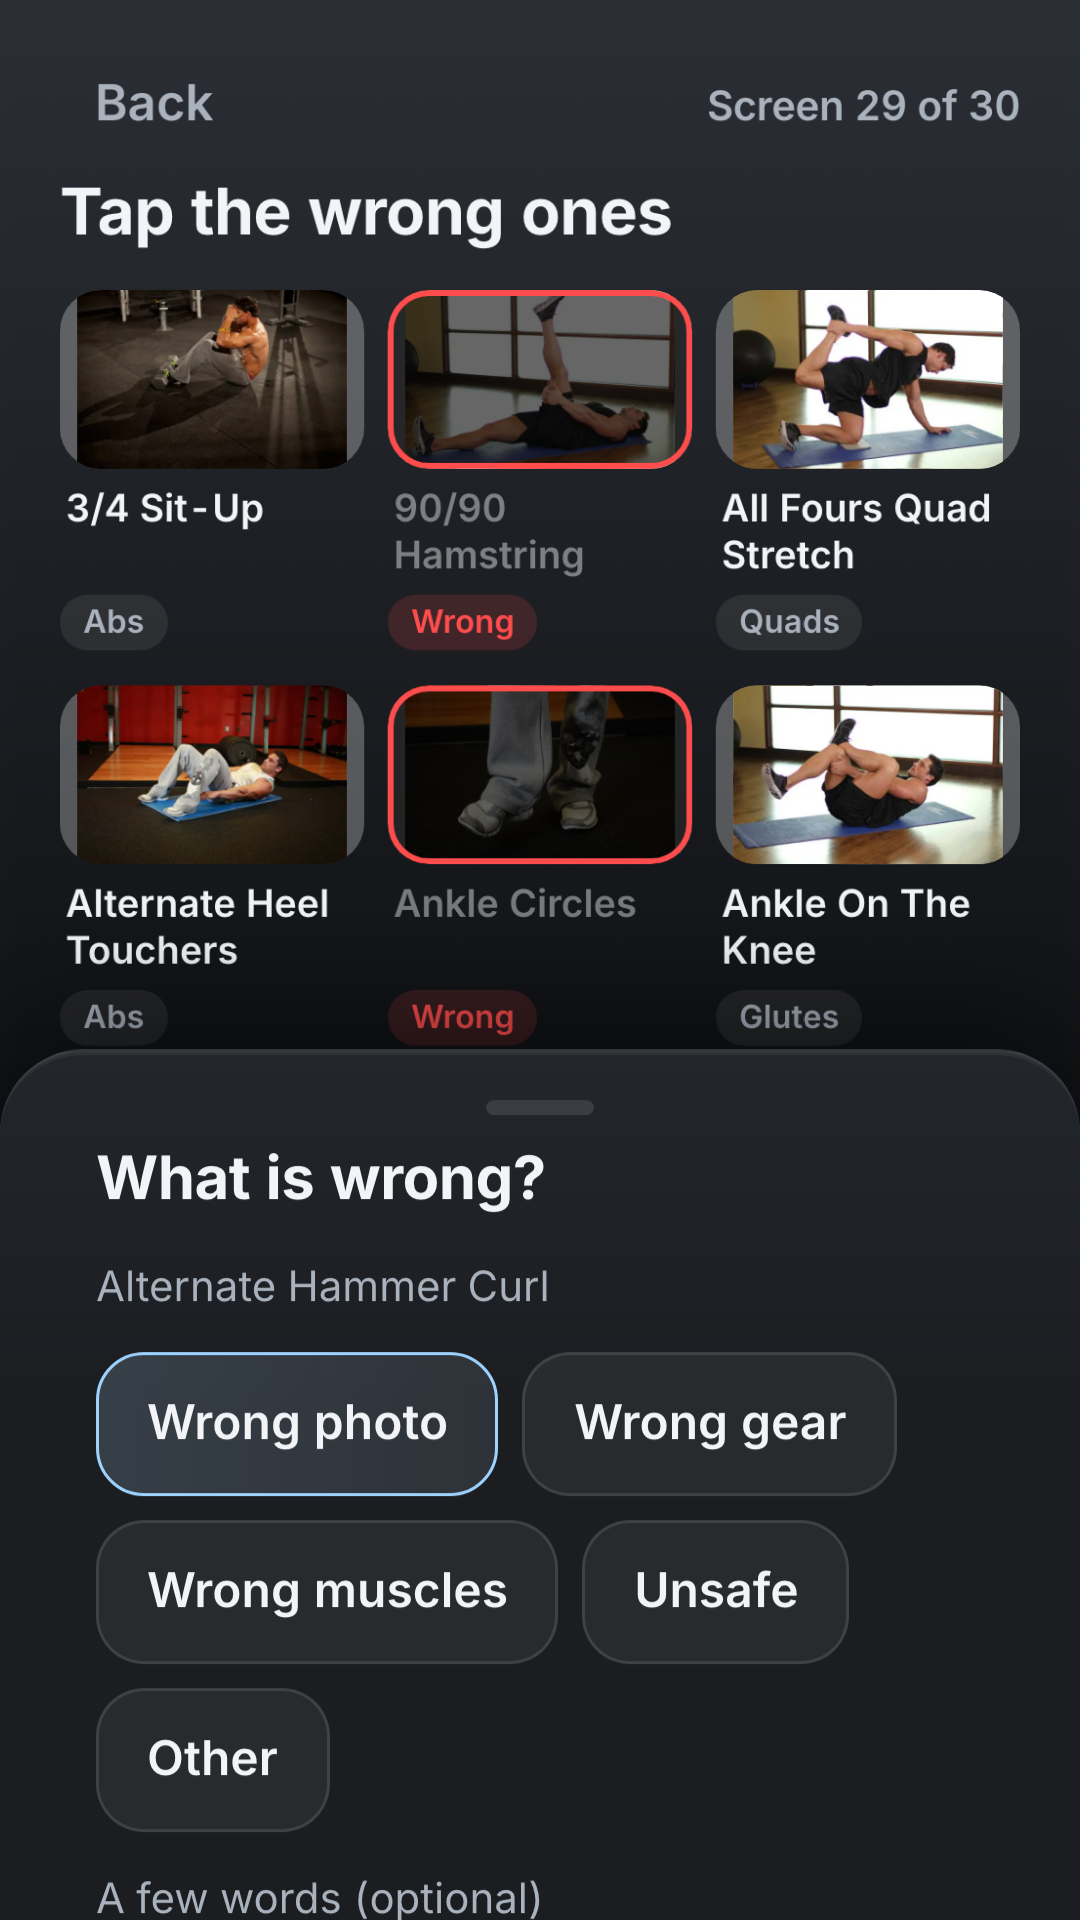 Back
Screen 29 of 30
Tap the wrong ones
3/4 Sit-Up
90/90
Hamstring
All Fours Quad
Stretch
Abs
Wrong
Quads
Alternate Heel
Touchers
Ankle Circles
Ankle On The
Knee
Abs
Wrong
Glutes
What is wrong?
Alternate Hammer Curl
Wrong photo
Wrong gear
Wrong muscles
Unsafe
Other
A few words (optional)